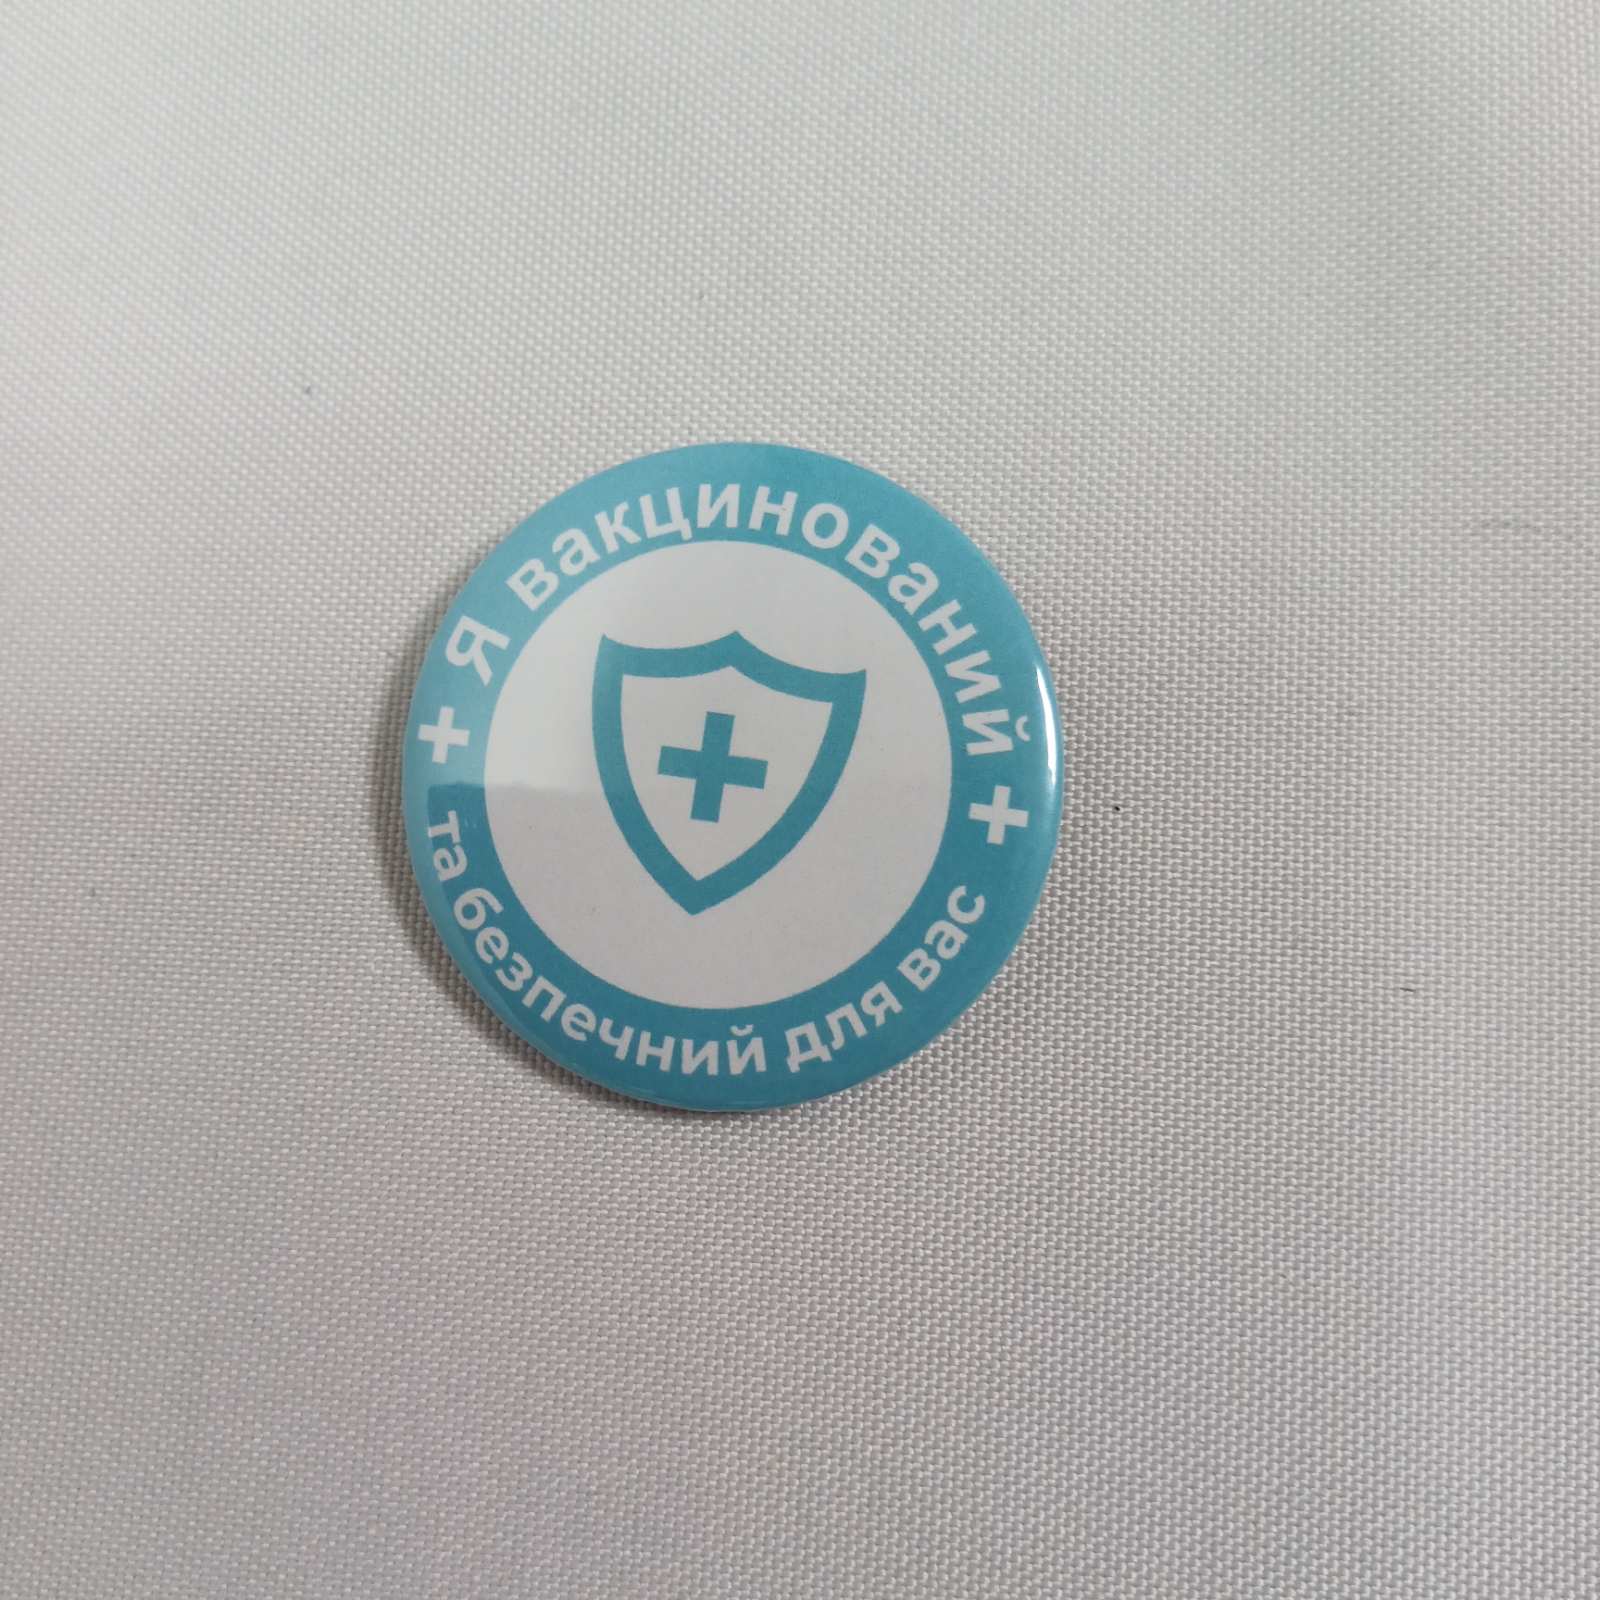 + Я вакцинований +
та безпечний для вас